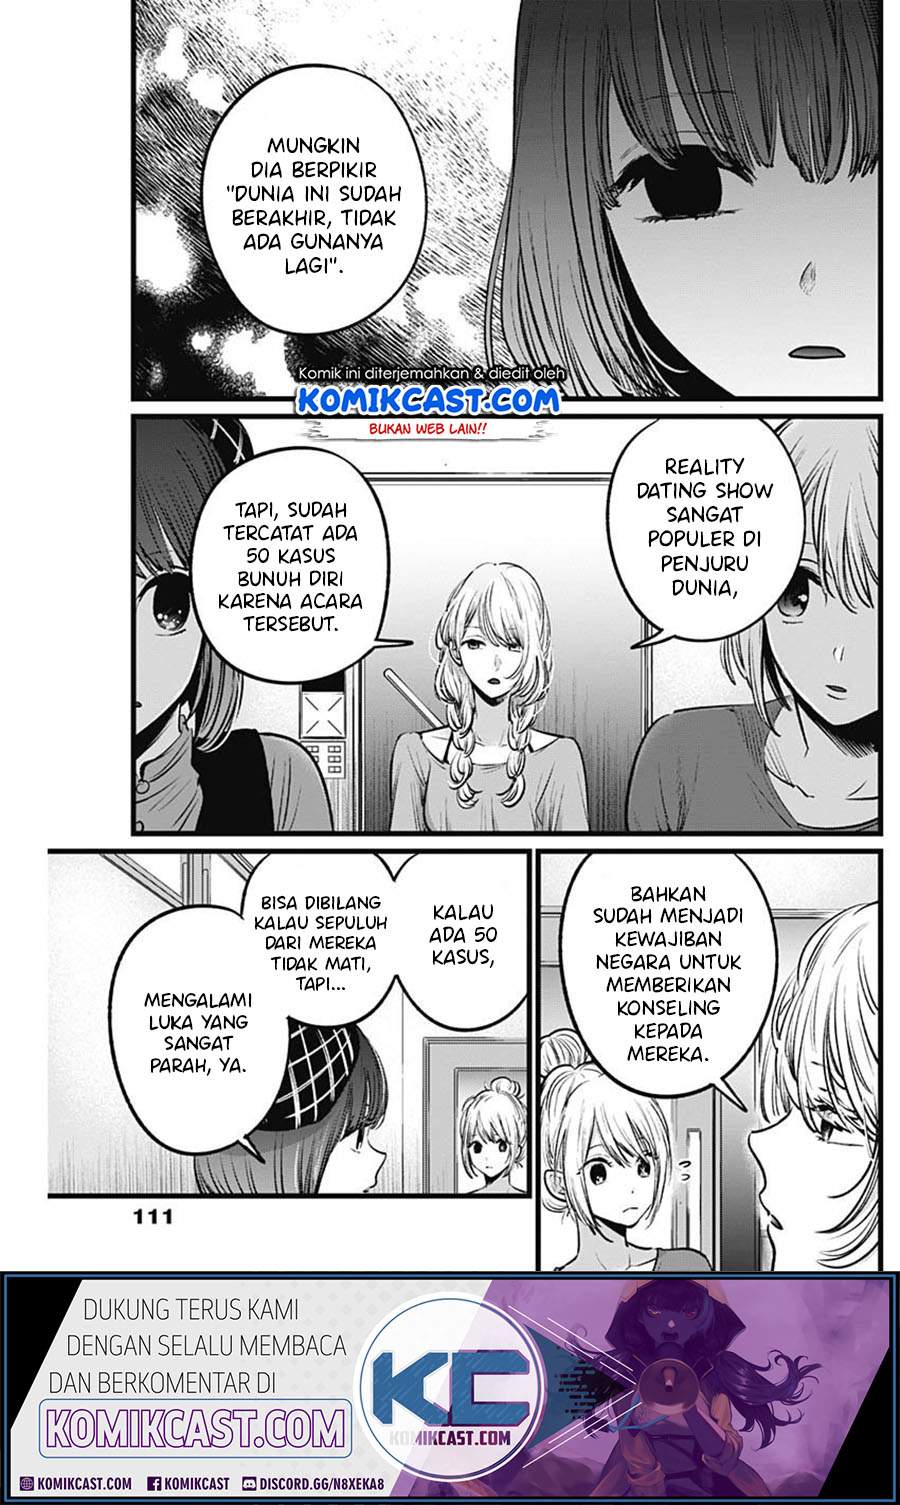 MUNGKIN
DIA BERPIKIR
"DUNIA INI SUDAH
BERAKHIR, TIDAK
ADA GUNANYA
LAGI".
Komik ini diterjemahkan & diedit oleh
KOMIKCAST.COM
BUKAN WEB LAIN!!
REALITY
DATING SHOW
SANGAT
POPULER DI
PENJURU
DUNIA,
TAPI, SUDAH
TERCATAT ADA
50 KASUS
BUNUH DIRI
KARENA ACARA
TERSEBUT.
BAHKAN
SUDAH MENJADI
KEWAJIBAN
NEGARA UNTUK
MEMBERIKAN
KONSELING
KEPADA
MEREKA.
KALAU
ADA 50
KASUS,
BISA DIBILANG
KALAU SEPULUH
DARI MEREKA
TIDAK MATI,
TAPI...
MENGALAMI
LUKA YANG
SANGAT
PARAH, YA.
111
DUKUNG TERUS KAMI
DENGAN SELALU MEMBACA
DAN BERKOMENTAR DI
KOMIKCAST.COM
KC
KOMIKCAST.COM
KOMIKCAST.COM KOMIKCAST DISCORD.GG/N8XEKA8